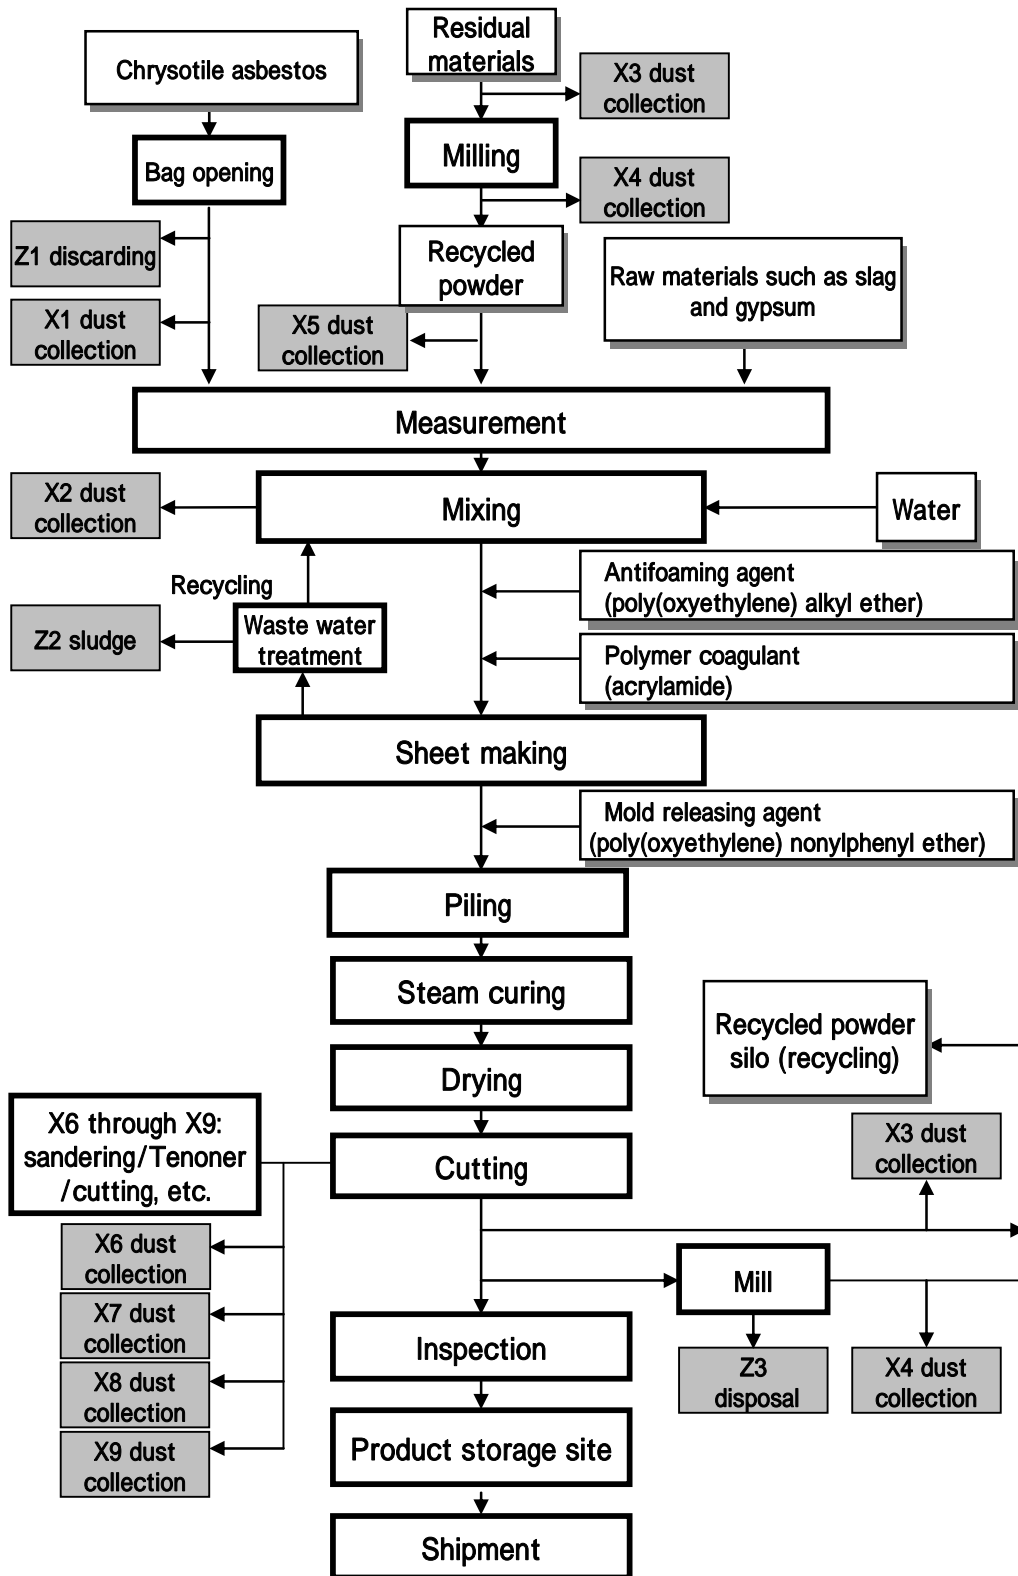 Residual
materials
Chrysotile asbestos
X3 dust
collection
Milling
Bag opening
X4 dust
collection
Z1 discarding
Recycled
powder
Raw materials such as slag
and gypsum
X1 dust
collection
X5 dust
collection
Measurement
X2 dust
collection
Mixing
Water
Recycling
Antifoaming agent
(poly(oxyethylene) alkyl ether)
Z2 sludge
Waste water
treatment
Polymer coagulant
(acrylamide)
Sheet making
Mold releasing agent
(poly(oxyethylene) nonylphenyl ether)
Piling
Steam curing
Recycled powder
silo (recycling)
Drying
X6 through X9:
sandering/Tenoner
/cutting, etc.
Cutting
X3 dust
collection
X6 dust
collection
Mill
X7 dust
collection
Inspection
Z3
disposal
X4 dust
collection
X8 dust
collection
X9 dust
collection
Product storage site
Shipment